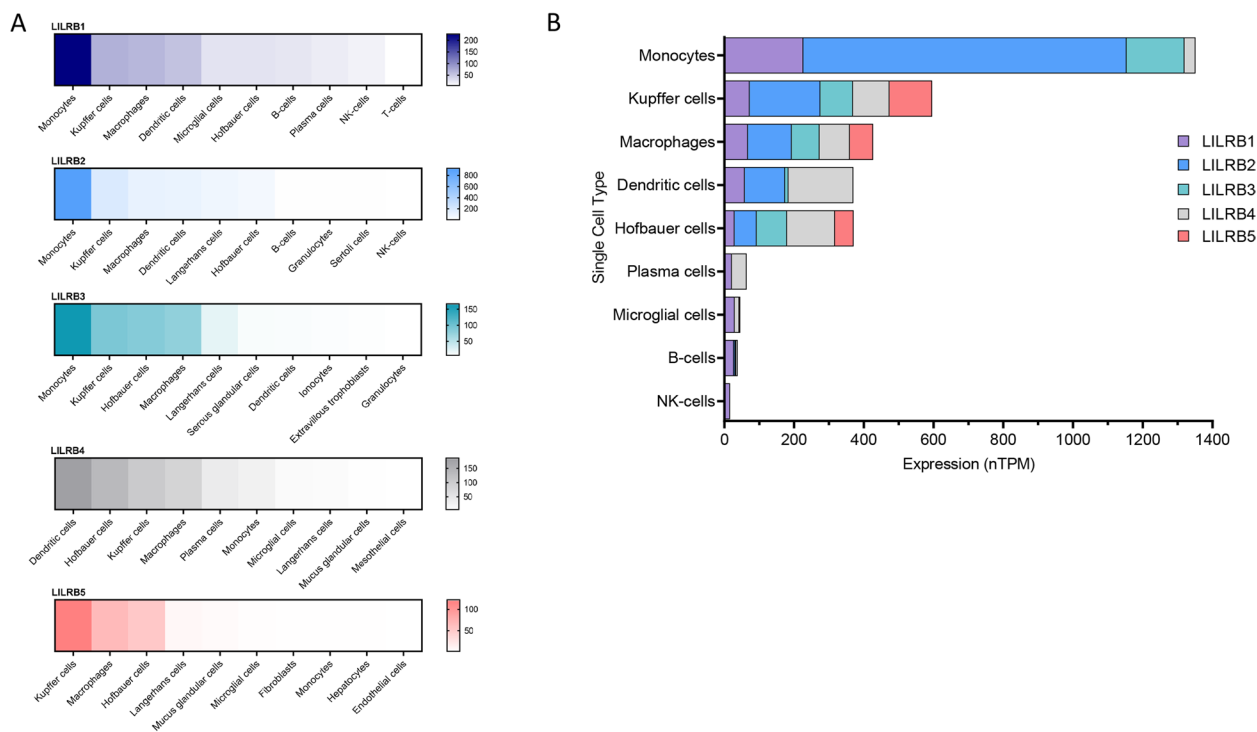 A
LILRB1
200
150
100
50
Monocytes
Kupffer cells
Macrophages
Dendritic cells
Microglial cells
Hofbauer cells
B-cells
Plasma cells
NK-cells
T-cells
LILRB2
800
600
400
200
Monocytes
Kupffer cells
Macrophages
Dendritic cells
Langerhans cells
Hofbauer cells
B-cells
Granulocytes
Sertoli cells
NK-cells
LILRB3
150
100
50
Monocytes
Kupffer cells
Hofbauer cells
Macrophages
Langerhans cells
Serous glandular cells
Dendritic cells
Ionocytes
Extravillous trophoblasts
Granulocytes
LILRB4
150
100
50
Dendritic cells
Hofbauer cells
Kupffer cells
Macrophages
Plasma cells
Monocytes
Microglial cells
Langerhans cells
Mucus glandular cells
Mesothelial cells
LILRB5
100
50
Kupffer cells
Macrophages
Hofbauer cells
Langerhans cells
Mucus glandular cells
Microglial cells
Fibroblasts
Monocytes
Hepatocytes
Endothelial cells
B
Single Cell Type
Monocytes
Kupffer cells
Macrophages
Dendritic cells
Hofbauer cells
Plasma cells
Microglial cells
B-cells
NK-cells
0 200 400 600 800 1000 1200 1400
Expression (nTPM)
LILRB1
LILRB2
LILRB3
LILRB4
LILRB5